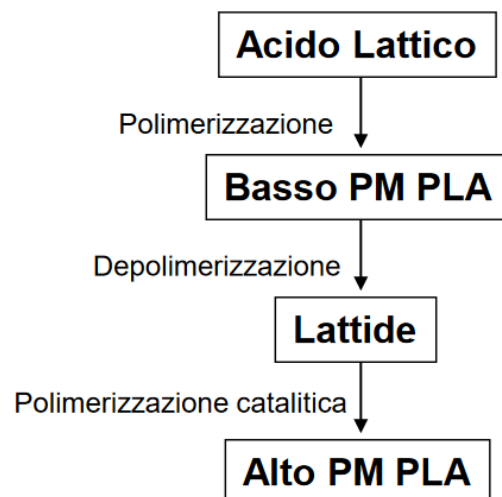 Acido Lattico
Polimerizzazione
Basso PM PLA
Depolimerizzazione
Lattide
Polimerizzazione catalitica
Alto PM PLA